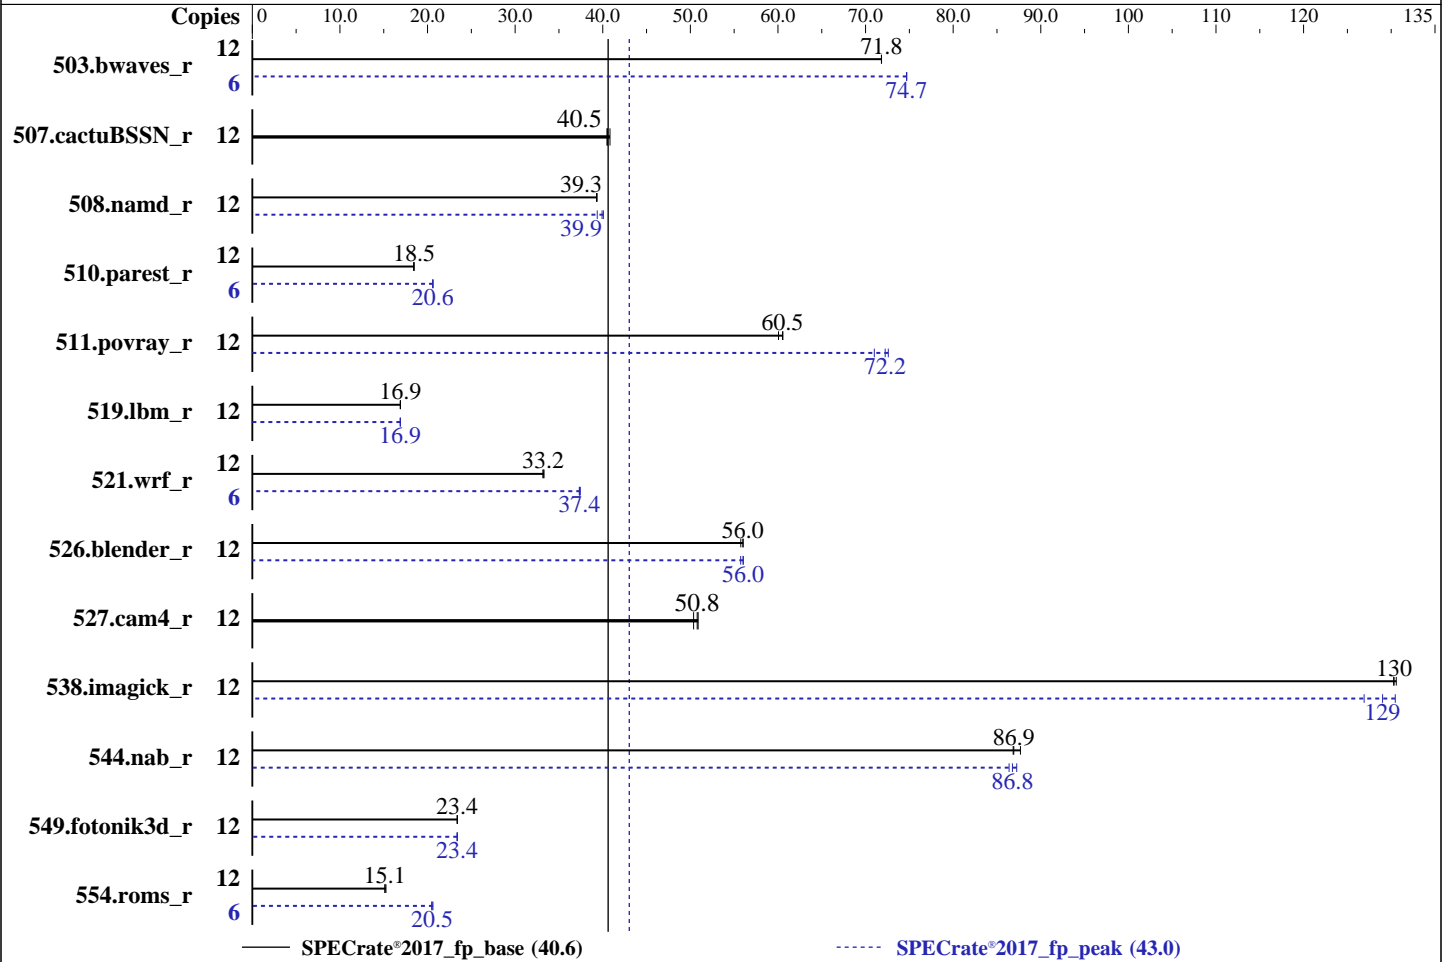 Copies 0 10.0 20.0 30.0 40.0 50.0 60.0 70.0 80.0 90.0 100 110 120 135
503.bwaves_r 12 71.8
6 74.7
507.cactuBSSN_r 12 40.5
508.namd_r 12 39.3
39.9
510.parest_r 12 18.5
6 20.6
511.povray_r 12 60.5
72.2
519.lbm_r 12 16.9
16.9
521.wrf_r 12 33.2
6 37.4
526.blender_r 12 56.0
56.0
527.cam4_r 12 50.8
538.imagick_r 12 130
129
544.nab_r 12 86.9
86.8
549.fotonik3d_r 12 23.4
23.4
554.roms_r 12 15.1
6 20.5
SPECrate®2017_fp_base (40.6) SPECrate®2017_fp_peak (43.0)